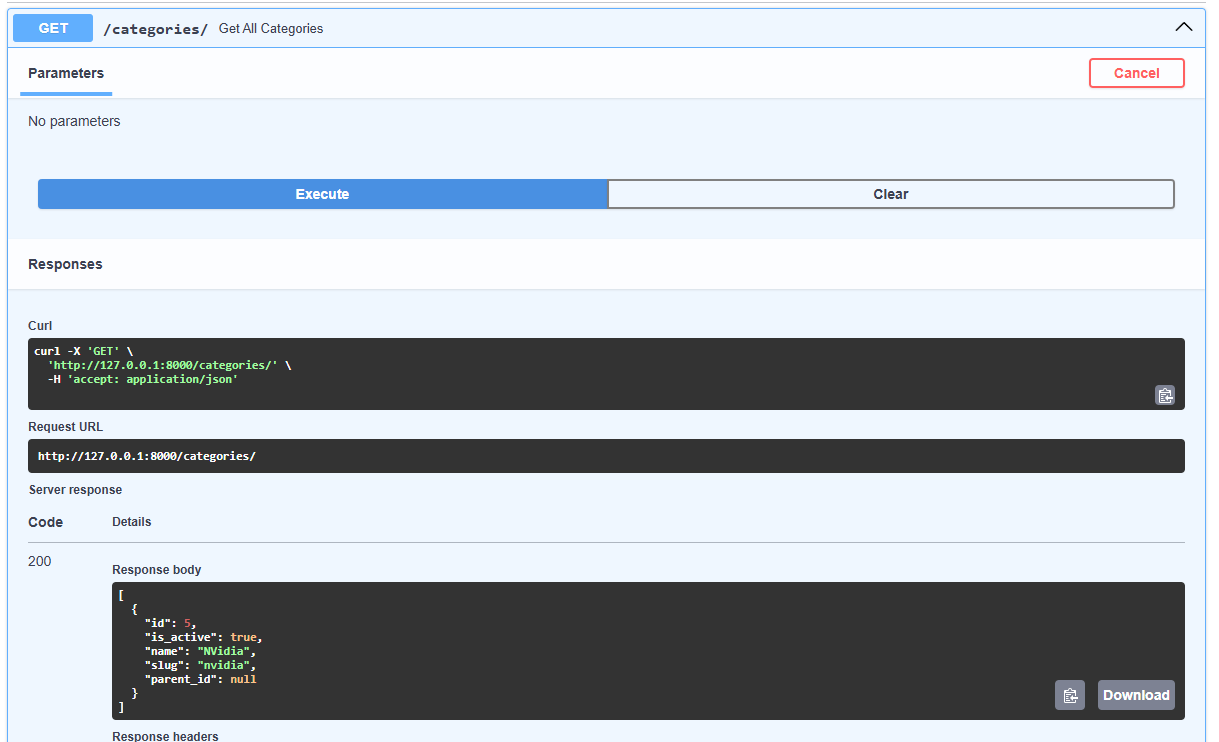 GET /categories/ Get All Categories
Parameters
Cancel
No parameters
Execute
Clear
Responses
Curl
curl -X 'GET' \
  'http://127.0.0.1:8000/categories/' \
  -H 'accept: application/json'
Request URL
http://127.0.0.1:8000/categories/
Server response
Code Details
200
Response body
[
  {
    "id": 5,
    "is_active": true,
    "name": "NVidia",
    "slug": "nvidia",
    "parent_id": null
  }
]
Download
Response headers